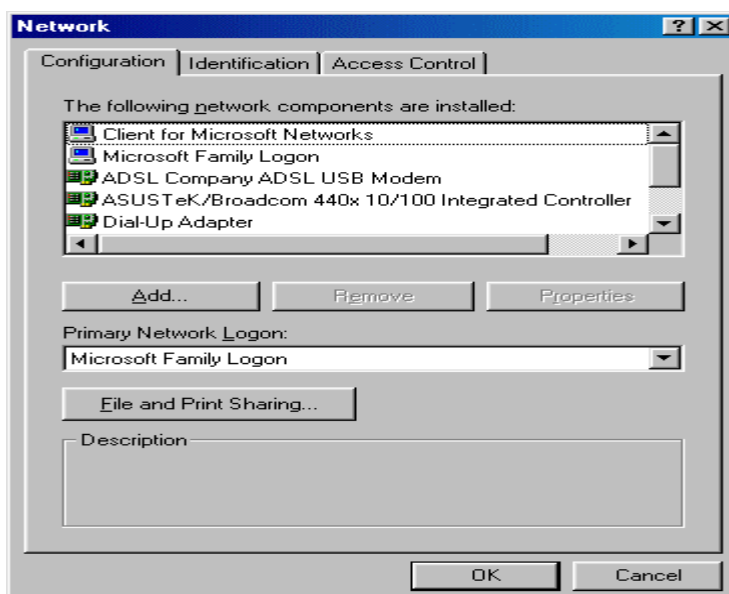 Network
Configuration Identification Access Control
The following network components are installed:
Client for Microsoft Networks
Microsoft Family Logon
ADSL Company ADSL USB Modem
ASUSTeK/Broadcom 440x 10/100 Integrated Controller
Dial-Up Adapter
Add... Remove Properties
Primary Network Logon:
Microsoft Family Logon
File and Print Sharing...
Description
OK Cancel